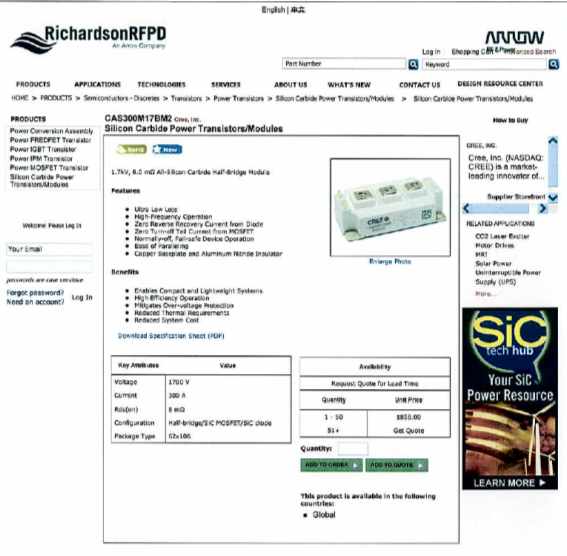 English | 中文
RichardsonRFPD
An Arrow Company
ARROW
Log In Shopping Cart
Part Number Keyword
PRODUCTS APPLICATIONS TECHNOLOGIES SERVICES ABOUT US WHAT'S NEW CONTACT US DESIGN RESOURCE CENTER
HOME > PRODUCTS > Semiconductors - Discretes > Transistors > Power Transistors > Silicon Carbide Power Transistors/Modules > Silicon Carbide Power Transistors/Modules
PRODUCTS
Power Conversion Assembly
Power FREDFET Transistor
Power IGBT Transistor
Power IPM Transistor
Power MOSFET Transistor
Silicon Carbide Power
Transistors/Modules
Welcome Please Log In
Your Email
passwords are case sensitive
Forgot password?
Need an account? Log In
CAS300M17BM2 Cree, Inc.
Silicon Carbide Power Transistors/Modules
RoHS New
1.7kV, 8.0 mΩ All-Silicon Carbide Half-Bridge Module
Features
• Ultra Low Loss
• High-Frequency Operation
• Zero Reverse Recovery Current from Diode
• Zero Turn-off Tail Current from MOSFET
• Normally-off, Fail-safe Device Operation
• Ease of Paralleling
• Copper Baseplate and Aluminum Nitride Insulator
Benefits
• Enables Compact and Lightweight Systems
• High Efficiency Operation
• Mitigates Over-voltage Protection
• Reduced Thermal Requirements
• Reduced System Cost
Download Specification Sheet (PDF)
CREE
Enlarge Photo
Key Attributes Value
Voltage 1700 V
Current 300 A
Rds(on) 8 mΩ
Configuration Half-bridge/SiC MOSFET/SiC diode
Package Type 62x106
Availability
Request Quote for Lead Time
Quantity Unit Price
1 - 50 $855.00
51+ Get Quote
Quantity:
ADD TO ORDER ADD TO QUOTE
This product is available in the following
countries:
■ Global
How to Buy
CREE, INC.
Cree, Inc. (NASDAQ:
CREE) is a market-
leading innovator of...
Supplier Storefront
RELATED APPLICATIONS
CO2 Laser Exciter
Motor Drives
MRI
Solar Power
Uninterruptible Power
Supply (UPS)
More...
SiC
tech hub
Your SiC
Power Resource
LEARN MORE